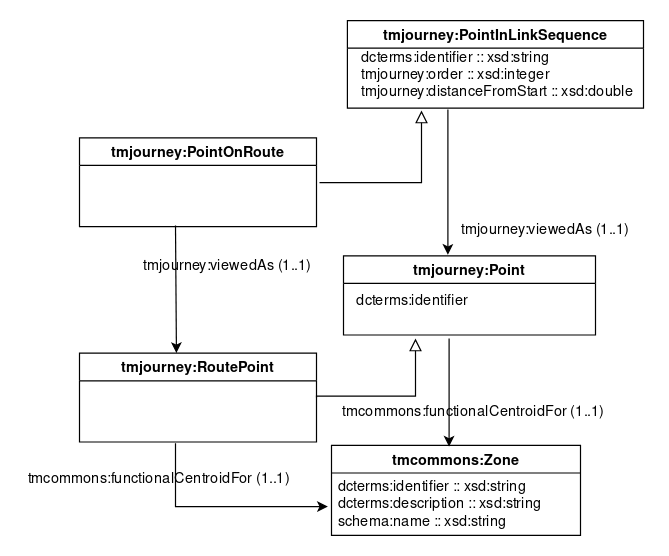 tmjourney:PointInLinkSequence
dcterms:identifier :: xsd:string
tmjourney:order :: xsd:integer
tmjourney:distanceFromStart :: xsd:double
tmjourney:PointOnRoute
tmjourney:viewedAs (1..1)
tmjourney:viewedAs (1..1)
tmjourney:Point
dcterms:identifier
tmjourney:RoutePoint
tmcommons:functionalCentroidFor (1..1)
tmcommons:functionalCentroidFor (1..1)
tmcommons:Zone
dcterms:identifier :: xsd:string
dcterms:description :: xsd:string
schema:name :: xsd:string